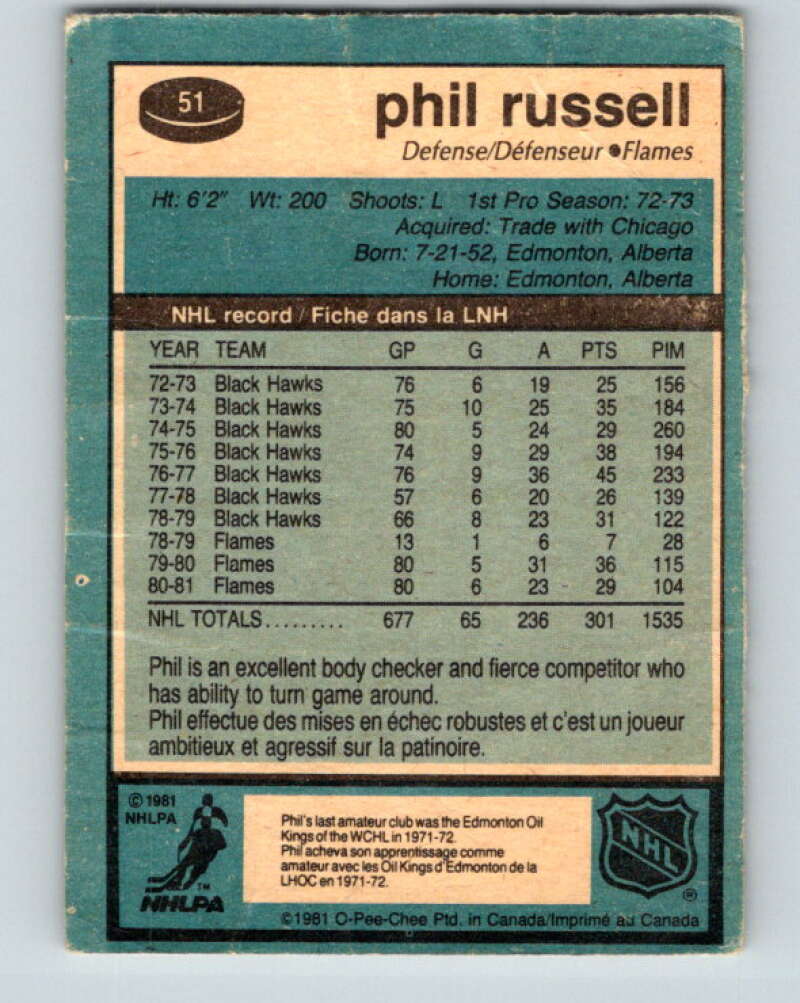 51
phil russell
Defense/Défenseur ●Flames
Ht: 6'2" Wt: 200 Shoots: L 1st Pro Season: 72-73
Acquired: Trade with Chicago
Born: 7-21-52, Edmonton, Alberta
Home: Edmonton, Alberta
NHL record / Fiche dans la LNH
YEAR TEAM GP G A PTS PIM
72-73 Black Hawks 76 6 19 25 156
73-74 Black Hawks 75 10 25 35 184
74-75 Black Hawks 80 5 24 29 260
75-76 Black Hawks 74 9 29 38 194
76-77 Black Hawks 76 9 36 45 233
77-78 Black Hawks 57 6 20 26 139
78-79 Black Hawks 66 8 23 31 122
78-79 Flames 13 1 6 7 28
79-80 Flames 80 5 31 36 115
80-81 Flames 80 6 23 29 104
NHL TOTALS......... 677 65 236 301 1535
Phil is an excellent body checker and fierce competitor who
has ability to turn game around.
Phil effectue des mises en échec robustes et c'est un joueur
ambitieux et agressif sur la patinoire.
© 1981
NHLPA
TM
NHLPA
Phil's last amateur club was the Edmonton Oil
Kings of the WCHL in 1971-72.
Phil acheva son apprentissage comme
amateur avec les Oil Kings d'Edmonton de la
LHOC en 1971-72.
NHL
®
©1981 O-Pee-Chee Ptd. in Canada/Imprimé au Canada